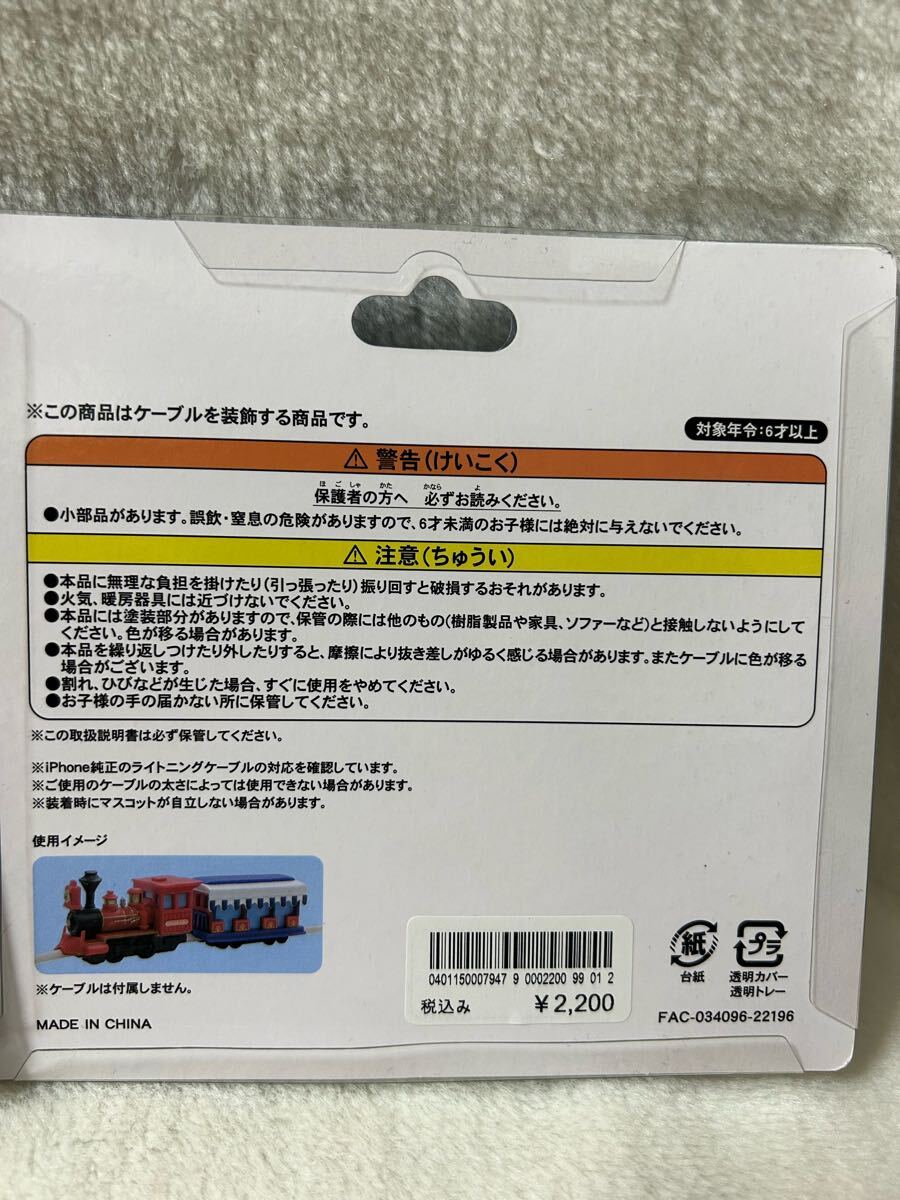 ※この商品はケーブルを装飾する商品です。
対象年令：6才以上
⚠ 警告（けいこく）
保護者の方へ　必ずお読みください。
●小部品があります。誤飲・窒息の危険がありますので、6才未満のお子様には絶対に与えないでください。
⚠ 注意（ちゅうい）
●本品に無理な負担を掛けたり（引っ張ったり）振り回すと破損するおそれがあります。
●火気、暖房器具には近づけないでください。
●本品には塗装部分がありますので、保管の際には他のもの（樹脂製品や家具、ソファーなど）と接触しないようにして
ください。色が移る場合があります。
●本品を繰り返しつけたり外したりすると、摩擦により抜き差しがゆるく感じる場合があります。またケーブルに色が移る
場合がございます。
●割れ、ひびなどが生じた場合、すぐに使用をやめてください。
●お子様の手の届かない所に保管してください。
※この取扱説明書は必ず保管してください。
※iPhone純正のライトニングケーブルの対応を確認しています。
※ご使用のケーブルの太さによっては使用できない場合があります。
※装着時にマスコットが自立しない場合があります。
使用イメージ
※ケーブルは付属しません。
MADE IN CHINA
0401150007947 9 0002200 99 01 2
税込み ¥2,200
紙
台紙
プラ
透明カバー
透明トレー
FAC-034096-22196